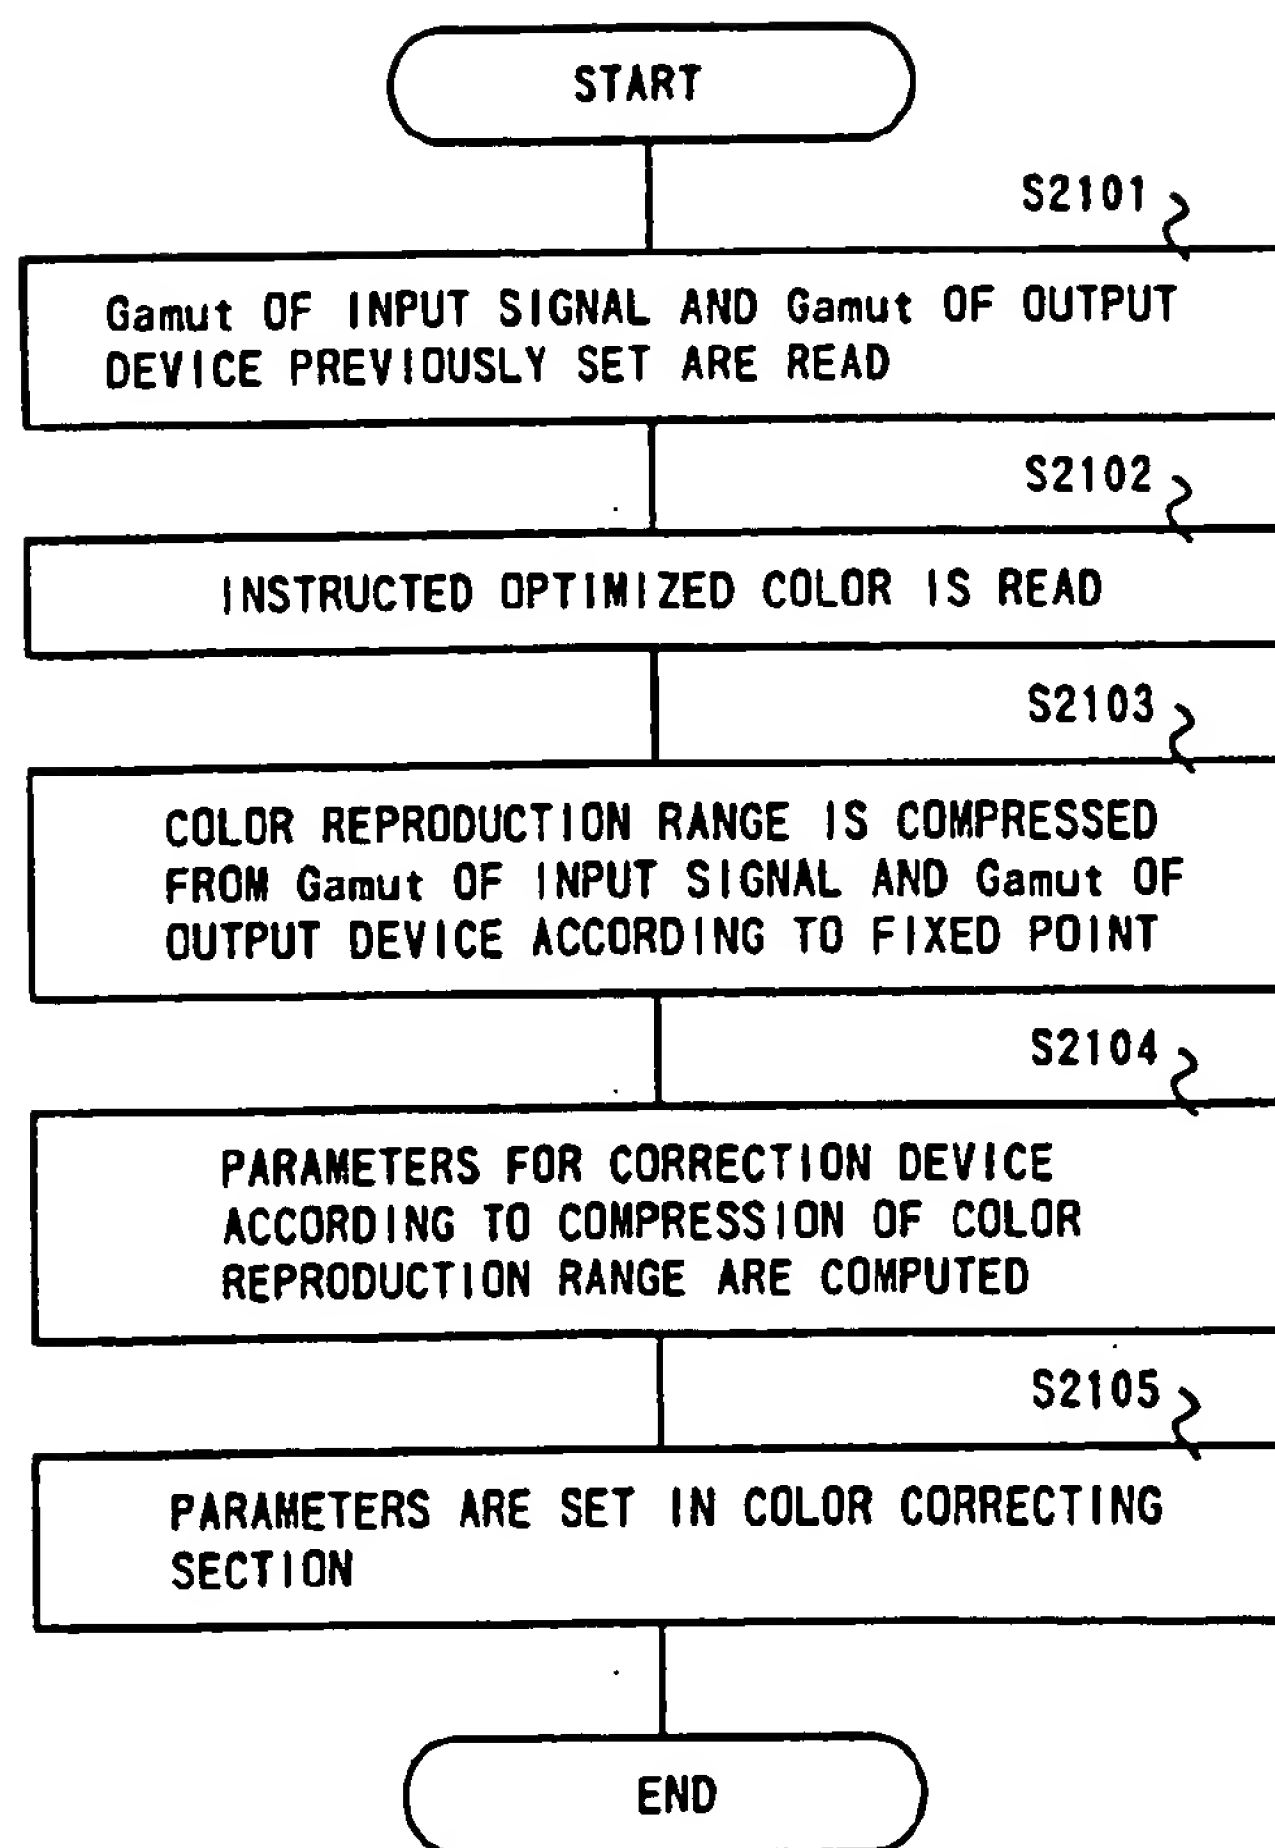 START
S2101
Gamut OF INPUT SIGNAL AND Gamut OF OUTPUT
DEVICE PREVIOUSLY SET ARE READ
S2102
INSTRUCTED OPTIMIZED COLOR IS READ
S2103
COLOR REPRODUCTION RANGE IS COMPRESSED
FROM Gamut OF INPUT SIGNAL AND Gamut OF
OUTPUT DEVICE ACCORDING TO FIXED POINT
S2104
PARAMETERS FOR CORRECTION DEVICE
ACCORDING TO COMPRESSION OF COLOR
REPRODUCTION RANGE ARE COMPUTED
S2105
PARAMETERS ARE SET IN COLOR CORRECTING
SECTION
END